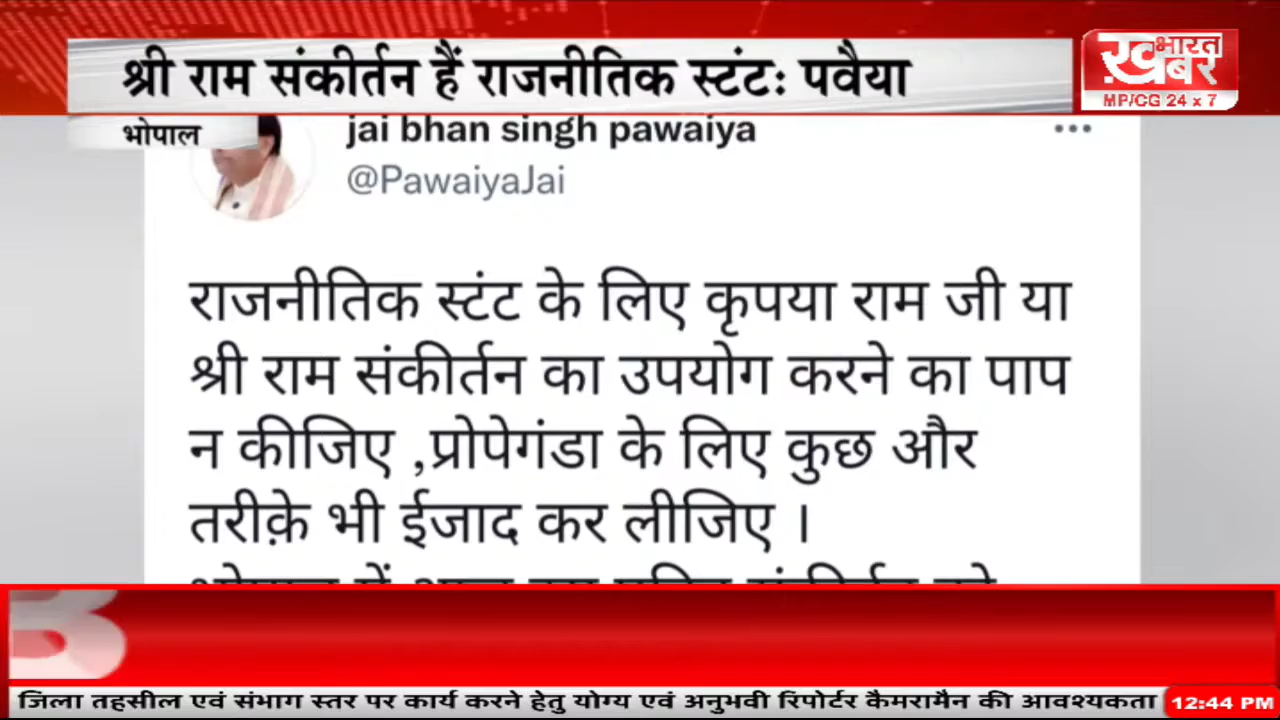 श्री राम संकीर्तन हैं राजनीतिक स्टंटः पवैया
भारत
ख़बर
MP/CG 24 x 7
भोपाल
jai bhan singh pawaiya
@PawaiyaJai
राजनीतिक स्टंट के लिए कृपया राम जी या
श्री राम संकीर्तन का उपयोग करने का पाप
न कीजिए ,प्रोपेगंडा के लिए कुछ और
तरीक़े भी ईजाद कर लीजिए ।
जिला तहसील एवं संभाग स्तर पर कार्य करने हेतु योग्य एवं अनुभवी रिपोर्टर कैमरामैन की आवश्यकता
12:44 PM